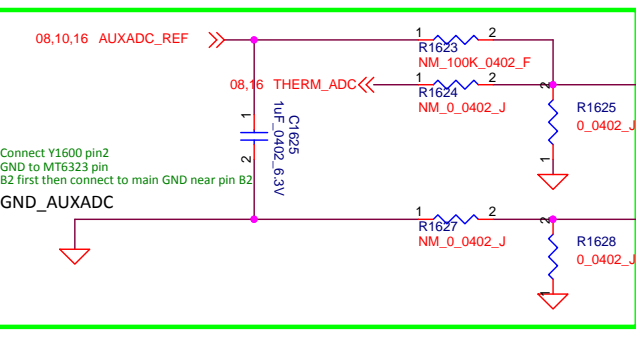 08,10,16 AUXADC_REF
1 2
R1623
NM_100K_0402_F
08,16 THERM_ADC
1 2
R1624
NM_0_0402_J
1
C1625
1uF_0402_6.3V
2
2
R1625
0_0402_J
1
Connect Y1600 pin2
GND to MT6323 pin
B2 first then connect to main GND near pin B2
GND_AUXADC
1 2
R1627
NM_0_0402_J
2
R1628
0_0402_J
1